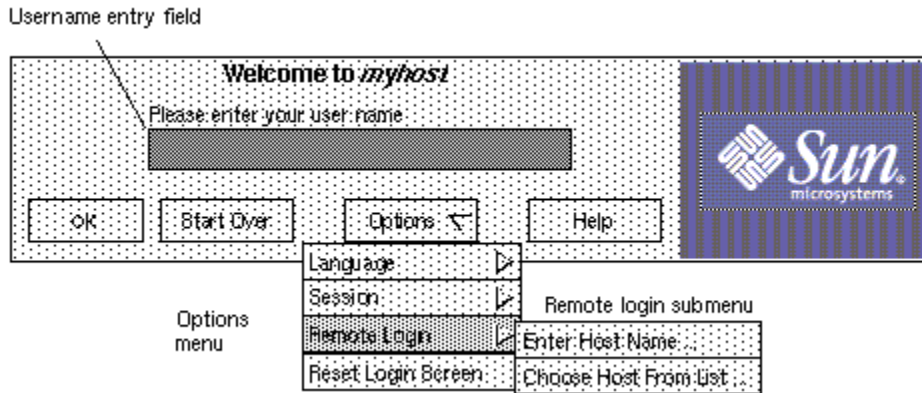 Username entry field
Welcome to myhost
Please enter your user name
Sun
microsystems
OK
Start Over
Options
Help
Language
Session
Options
menu
Remote login submenu
Remote Login
Enter Host Name...
Reset Login Screen
Choose Host From List ...